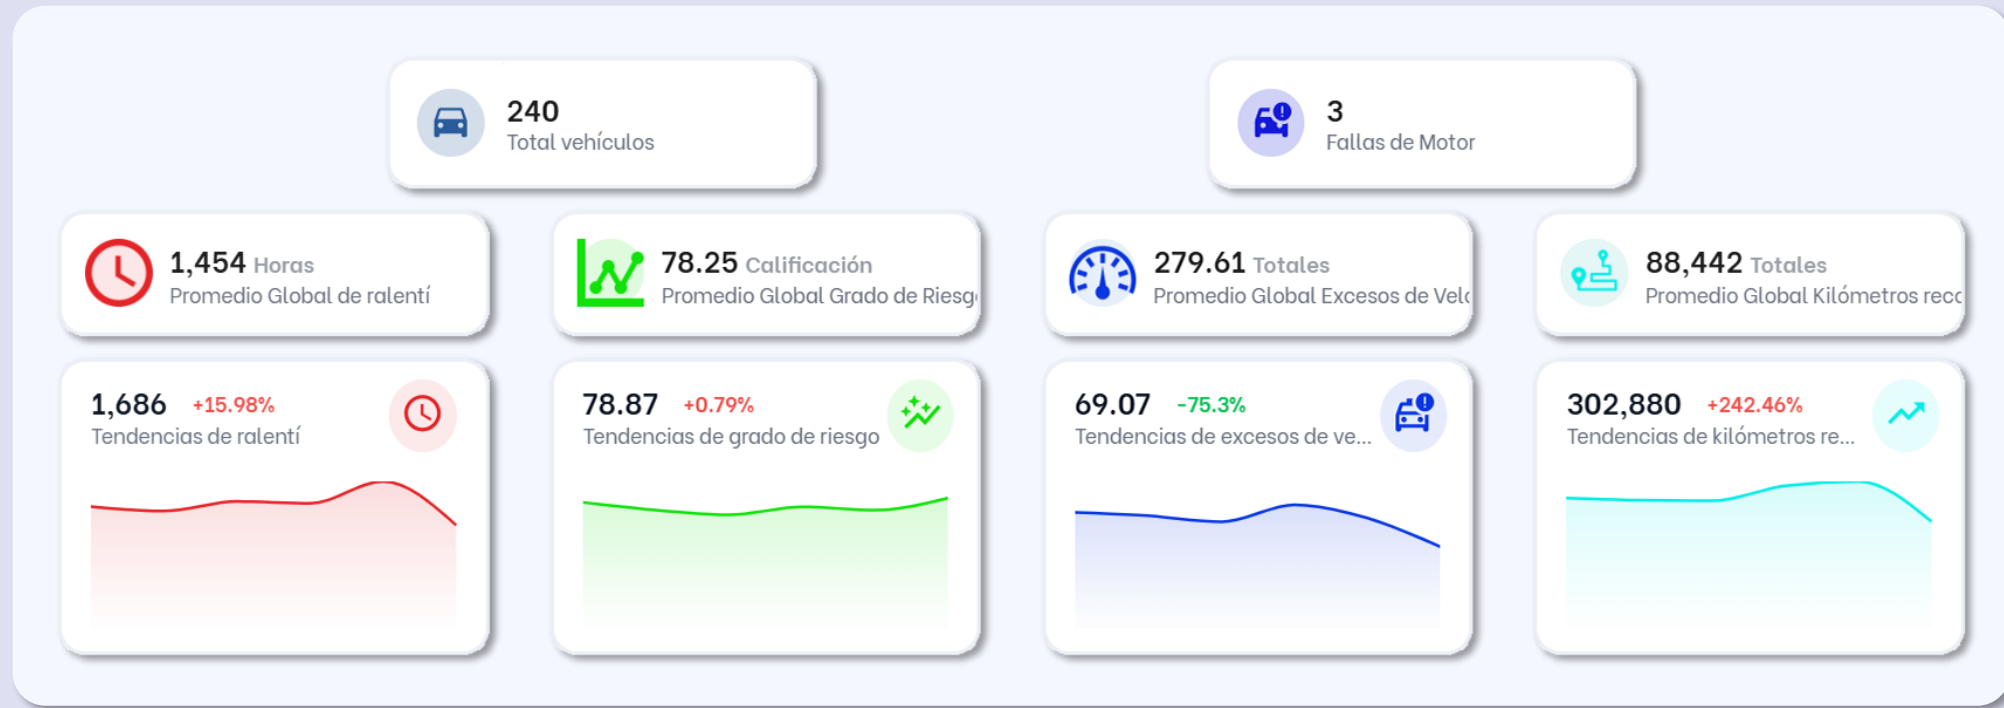 240
Total vehículos
3
Fallas de Motor
1,454 Horas
Promedio Global de ralentí
78.25 Calificación
Promedio Global Grado de Riesg
279.61 Totales
Promedio Global Excesos de Velo
88,442 Totales
Promedio Global Kilómetros reco
1,686 +15.98%
Tendencias de ralentí
78.87 +0.79%
Tendencias de grado de riesgo
69.07 -75.3%
Tendencias de excesos de ve...
302,880 +242.46%
Tendencias de kilómetros re...